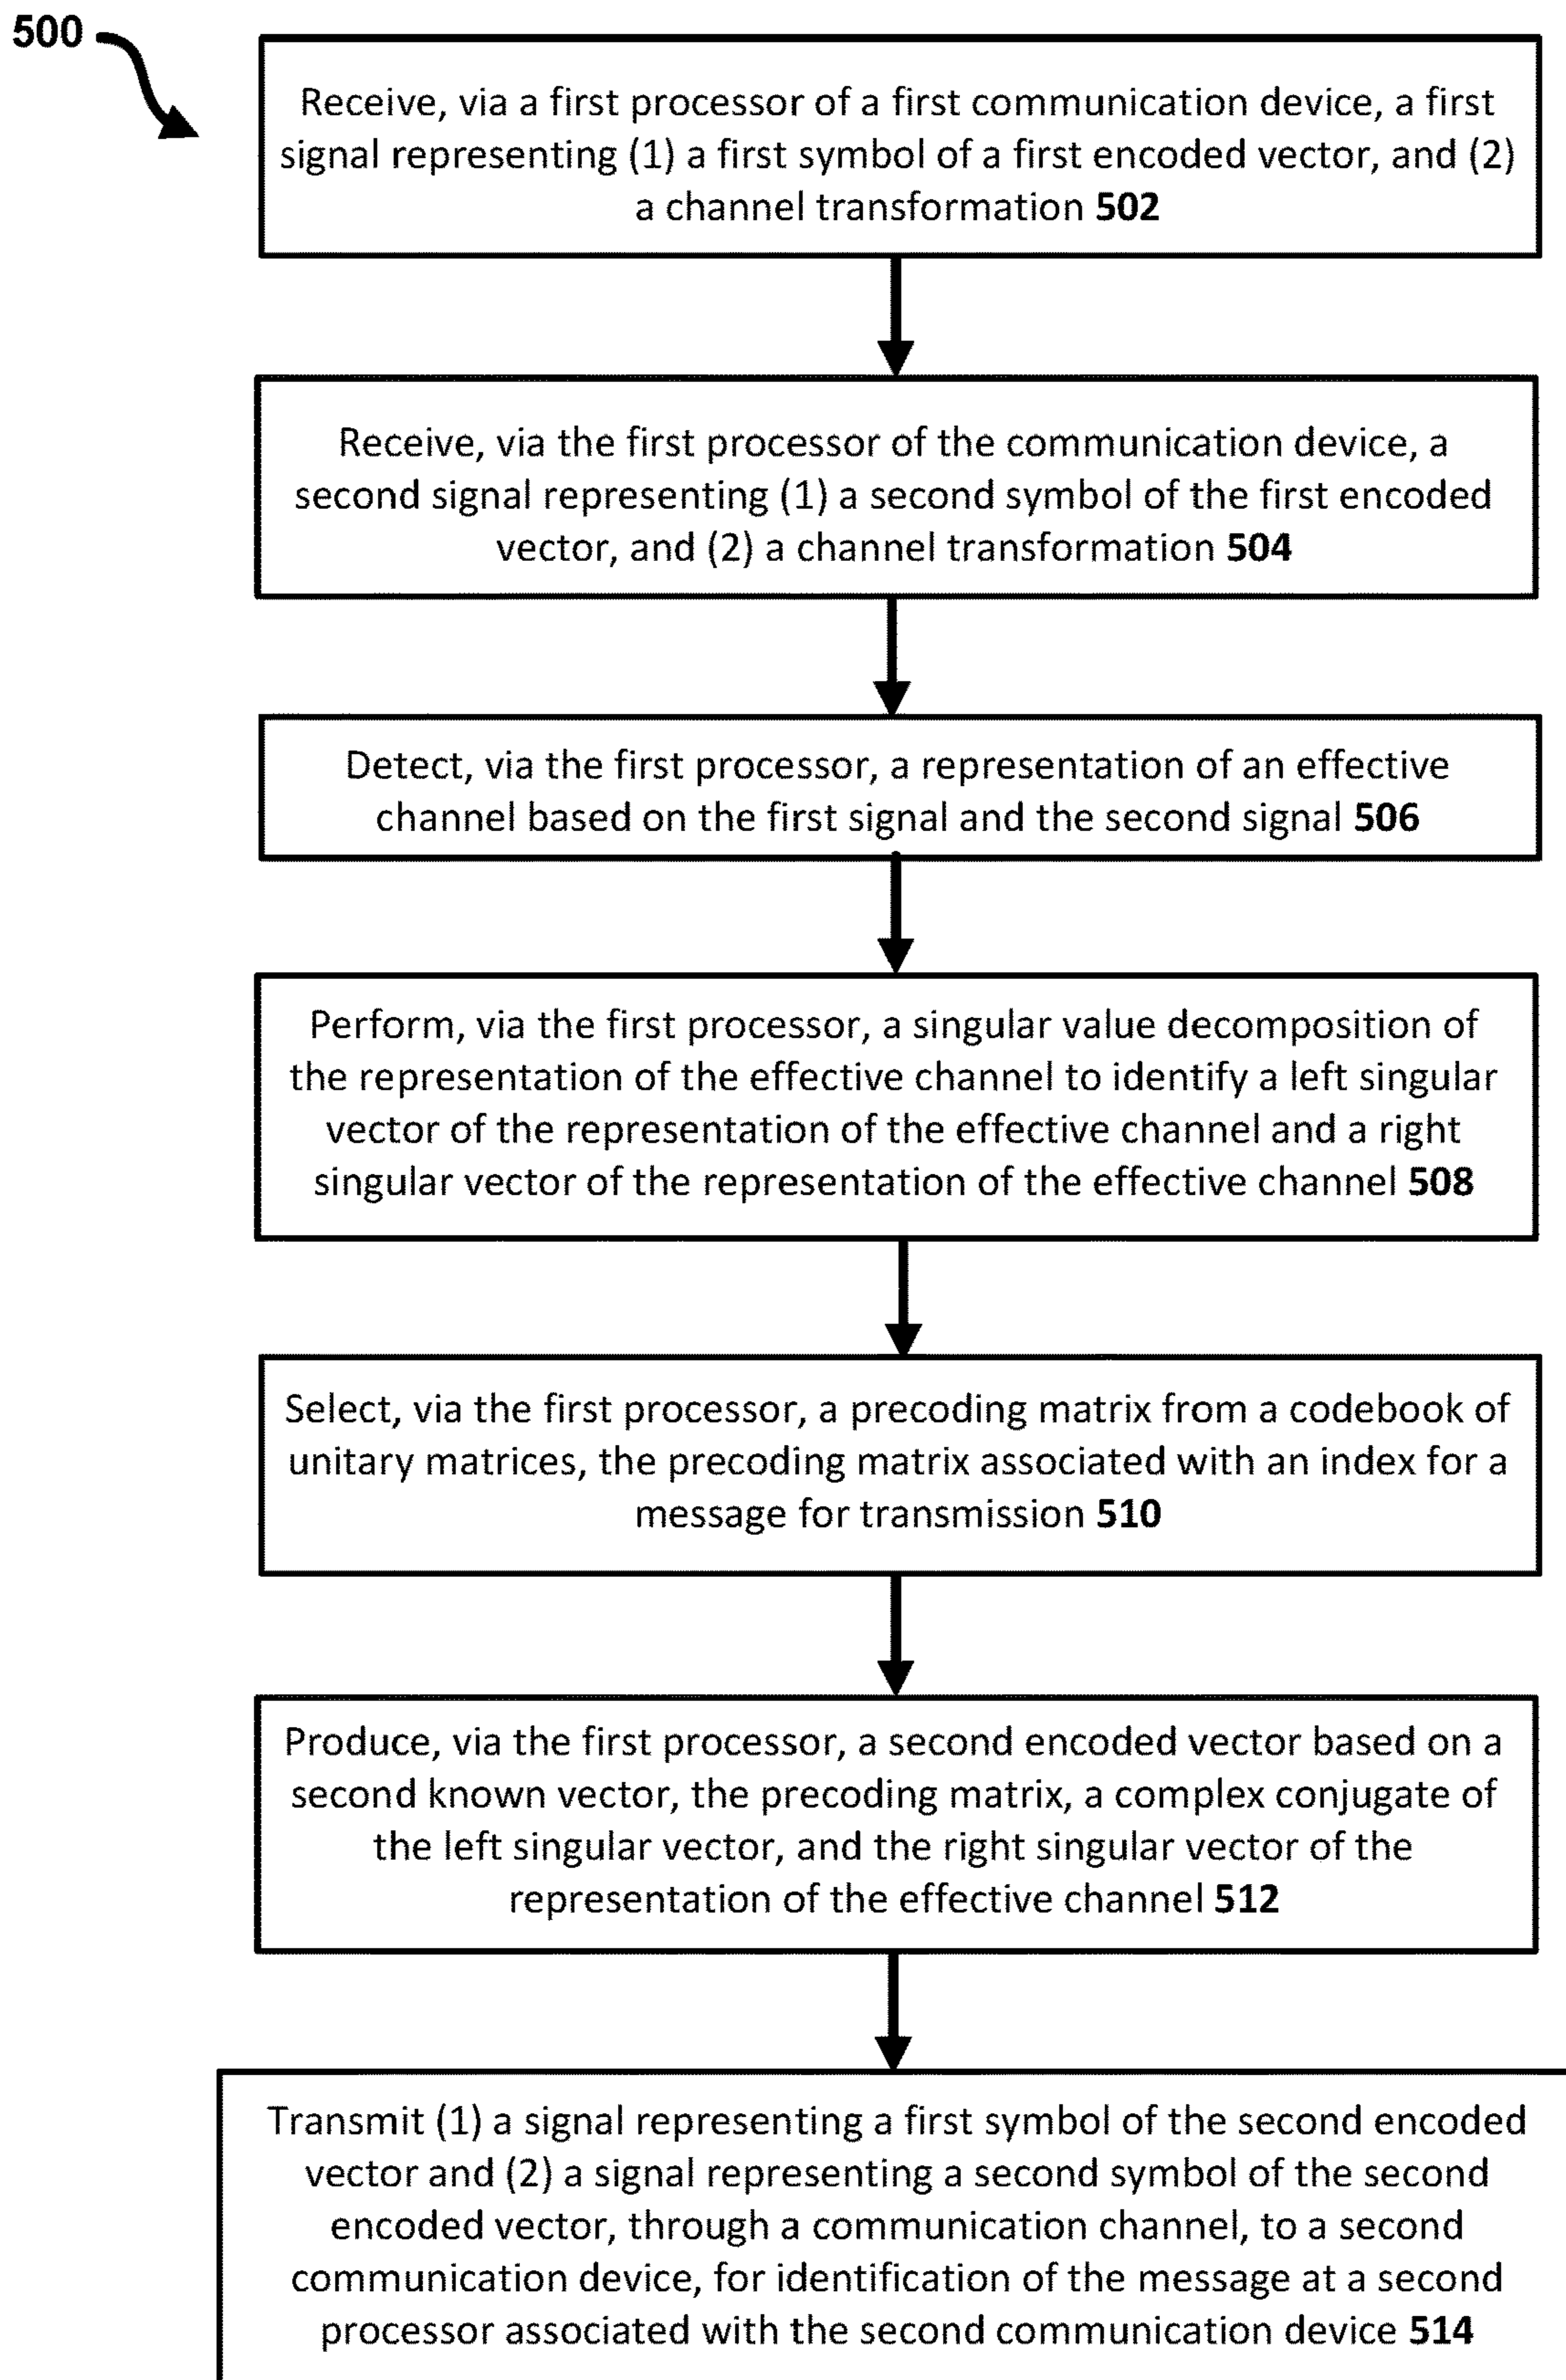 500
Receive, via a first processor of a first communication device, a first
signal representing (1) a first symbol of a first encoded vector, and (2)
a channel transformation 502
Receive, via the first processor of the communication device, a
second signal representing (1) a second symbol of the first encoded
vector, and (2) a channel transformation 504
Detect, via the first processor, a representation of an effective
channel based on the first signal and the second signal 506
Perform, via the first processor, a singular value decomposition of
the representation of the effective channel to identify a left singular
vector of the representation of the effective channel and a right
singular vector of the representation of the effective channel 508
Select, via the first processor, a precoding matrix from a codebook of
unitary matrices, the precoding matrix associated with an index for a
message for transmission 510
Produce, via the first processor, a second encoded vector based on a
second known vector, the precoding matrix, a complex conjugate of
the left singular vector, and the right singular vector of the
representation of the effective channel 512
Transmit (1) a signal representing a first symbol of the second encoded
vector and (2) a signal representing a second symbol of the second
encoded vector, through a communication channel, to a second
communication device, for identification of the message at a second
processor associated with the second communication device 514